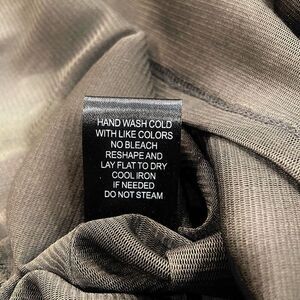 HAND WASH COLD
WITH LIKE COLORS
NO BLEACH
RESHAPE AND
LAY FLAT TO DRY
COOL IRON
IF NEEDED
DO NOT STEAM